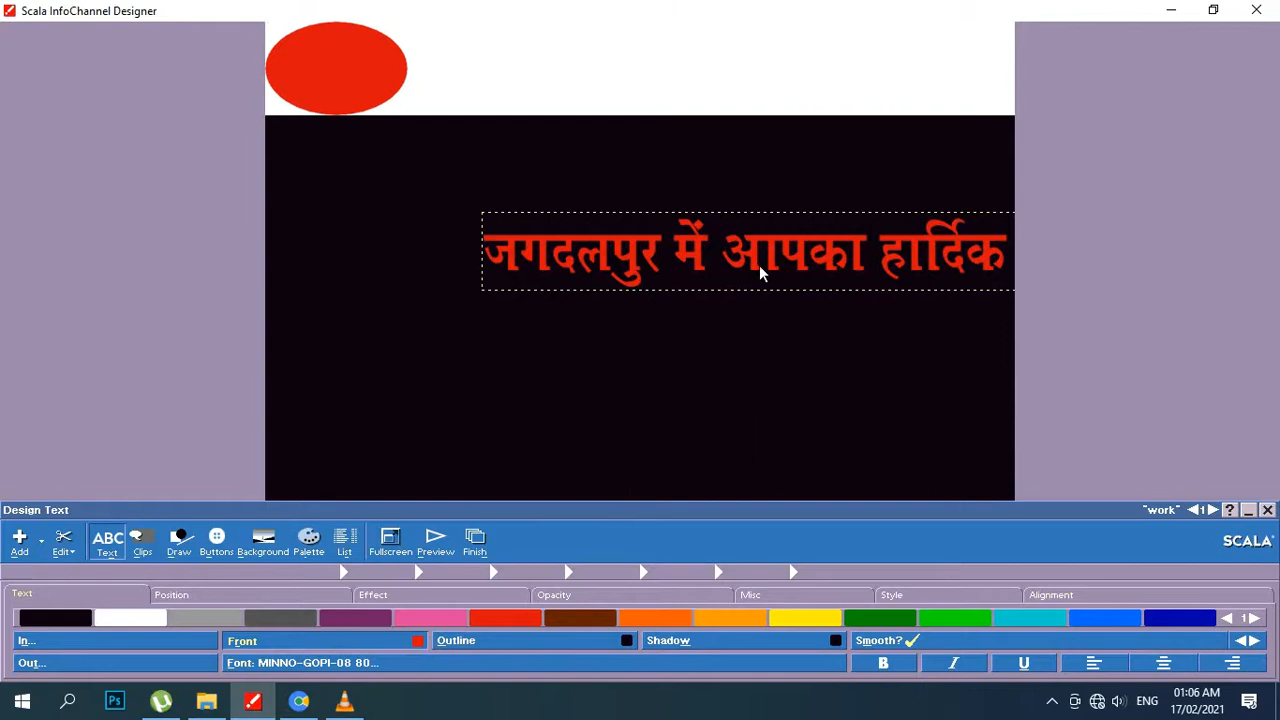 Scala InfoChannel Designer
जगदलपुर में आपका हार्दिक
Design Text
"work" 1 ?
Add Edit ABC Text Clips Draw Buttons Background Palette List Fullscreen Preview Finish SCALA
Text Position Effect Opacity Misc Style Alignment
1
In... Front Outline Shadow Smooth?
Out... Font: MINNO-GOPI-08 80... B I U
Ps ENG 01:06 AM
17/02/2021